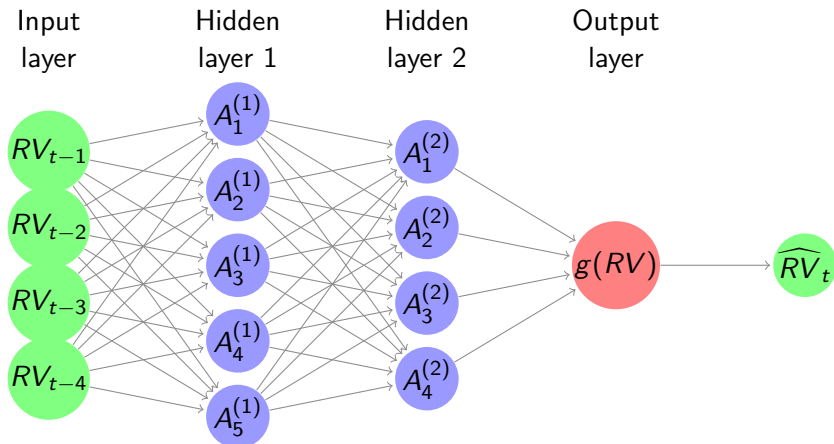 Input
layer
Hidden
layer 1
Hidden
layer 2
Output
layer
RV_{t−1}
RV_{t−2}
RV_{t−3}
RV_{t−4}
A_1^{(1)}
A_2^{(1)}
A_3^{(1)}
A_4^{(1)}
A_5^{(1)}
A_1^{(2)}
A_2^{(2)}
A_3^{(2)}
A_4^{(2)}
g(RV)
\widehat{RV}_t